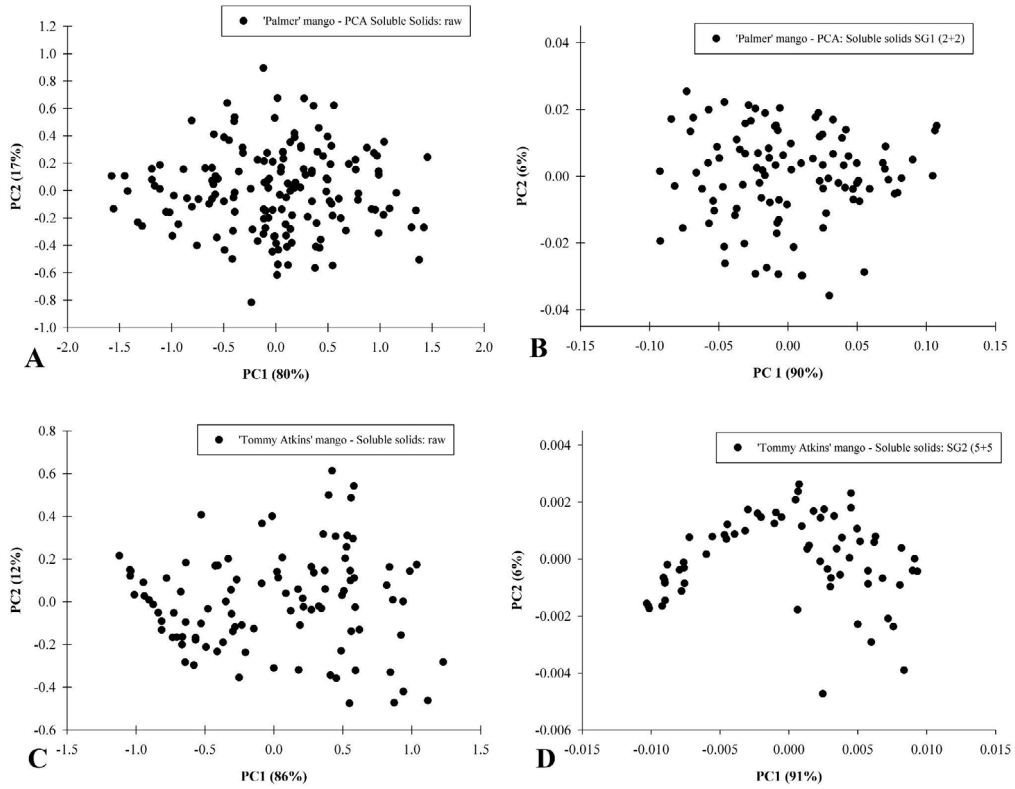 'Palmer' mango - PCA Soluble Solids: raw
1.2
1.0
0.8
0.6
0.4
0.2
0.0
-0.2
-0.4
-0.6
-0.8
-1.0
PC2 (17%)
-2.0 -1.5 -1.0 -0.5 0.0 0.5 1.0 1.5 2.0
PC1 (80%)
A
'Palmer' mango - PCA: Soluble solids SG1 (2+2)
0.04
0.02
0.00
-0.02
-0.04
PC2 (6%)
-0.15 -0.10 -0.05 0.00 0.05 0.10 0.15
PC 1 (90%)
B
'Tommy Atkins' mango - Soluble solids: raw
0.8
0.6
0.4
0.2
0.0
-0.2
-0.4
-0.6
PC2 (12%)
-1.5 -1.0 -0.5 0.0 0.5 1.0 1.5
PC1 (86%)
C
'Tommy Atkins' mango - Soluble solids: SG2 (5+5
0.004
0.002
0.000
-0.002
-0.004
-0.006
PC2 (6%)
-0.015 -0.010 -0.005 0.000 0.005 0.010 0.015
PC1 (91%)
D